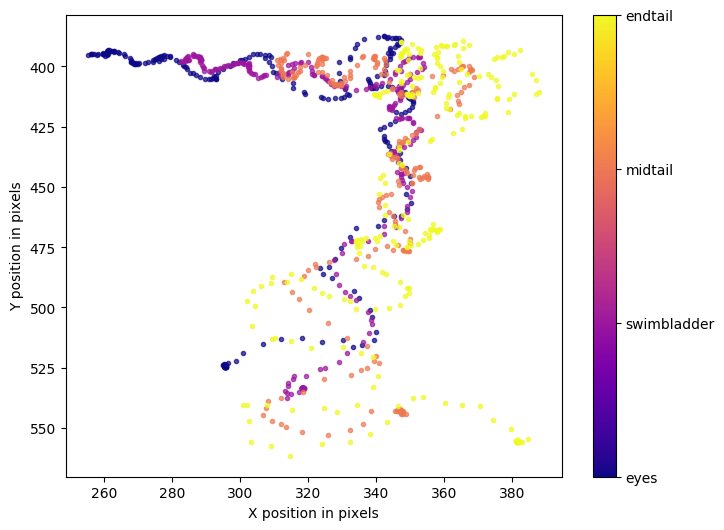 endtail
400
425
midtail
450
475
Y position in pixels
500
swimbladder
525
550
eyes
260 280 300 320 340 360 380
X position in pixels